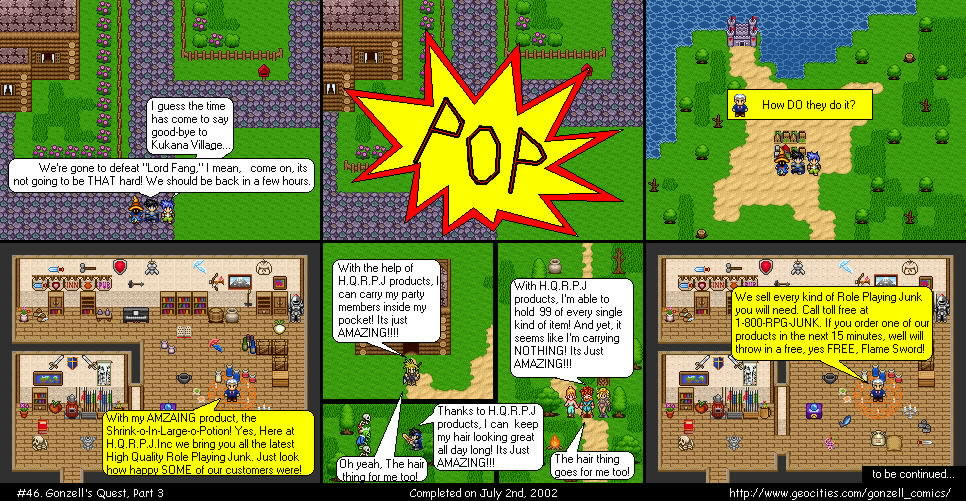 I guess the time
has come to say
good-bye to
Kukana Village...
We're gone to defeat "Lord Fang," I mean, come on, its
not going to be THAT hard! We should be back in a few hours.
POP
How DO they do it?
INN
PUB
With my AMZAING product, the
Shrink-o-In-Large-o-Potion! Yes, Here at
H.Q.R.P.J.Inc we bring you all the latest
High Quality Role Playing Junk. Just look
how happy SOME of our customers were!
With the help of
H.Q.R.P.J products, I
can carry my party
members inside my
pocket! Its just
AMAZING!!!!
Oh yeah, The hair
thing for me too!
Thanks to H.Q.R.P.J
products, I can keep
my hair looking great
all day long! Its Just
AMAZING!!!
With H.Q.R.P.J
products, I'm able to
hold 99 of every single
kind of item! And yet, it
seems like I'm carrying
NOTHING! Its Just
AMAZING!!!
The hair thing
goes for me too!
INN
PUB
We sell every kind of Role Playing Junk
you will need. Call toll free at
1-800-RPG-JUNK. If you order one of our
products in the next 15 minutes, well will
throw in a free, yes FREE, Flame Sword!
to be continued...
#46. Gonzell's Quest, Part 3
Completed on July 2nd, 2002
http://www.geocities.com/gonzell_comics/